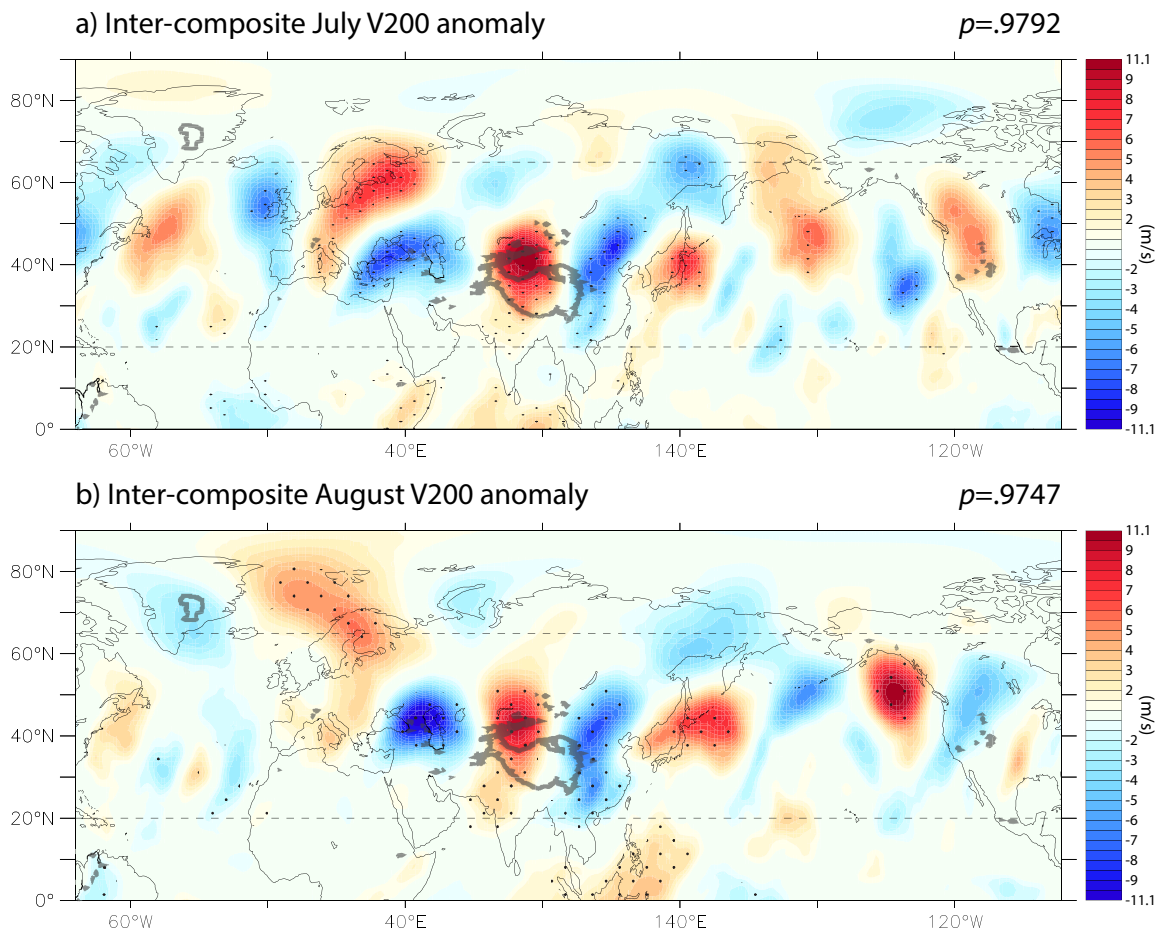 a) Inter-composite July V200 anomaly
p=.9792
80°N
60°N
40°N
20°N
0°
60°W
40°E
140°E
120°W
11.1
9
8
7
6
5
4
3
2
-2
-3
-4
-5
-6
-7
-8
-9
-11.1
(m/s)
b) Inter-composite August V200 anomaly
p=.9747
80°N
60°N
40°N
20°N
0°
60°W
40°E
140°E
120°W
11.1
9
8
7
6
5
4
3
2
-2
-3
-4
-5
-6
-7
-8
-9
-11.1
(m/s)